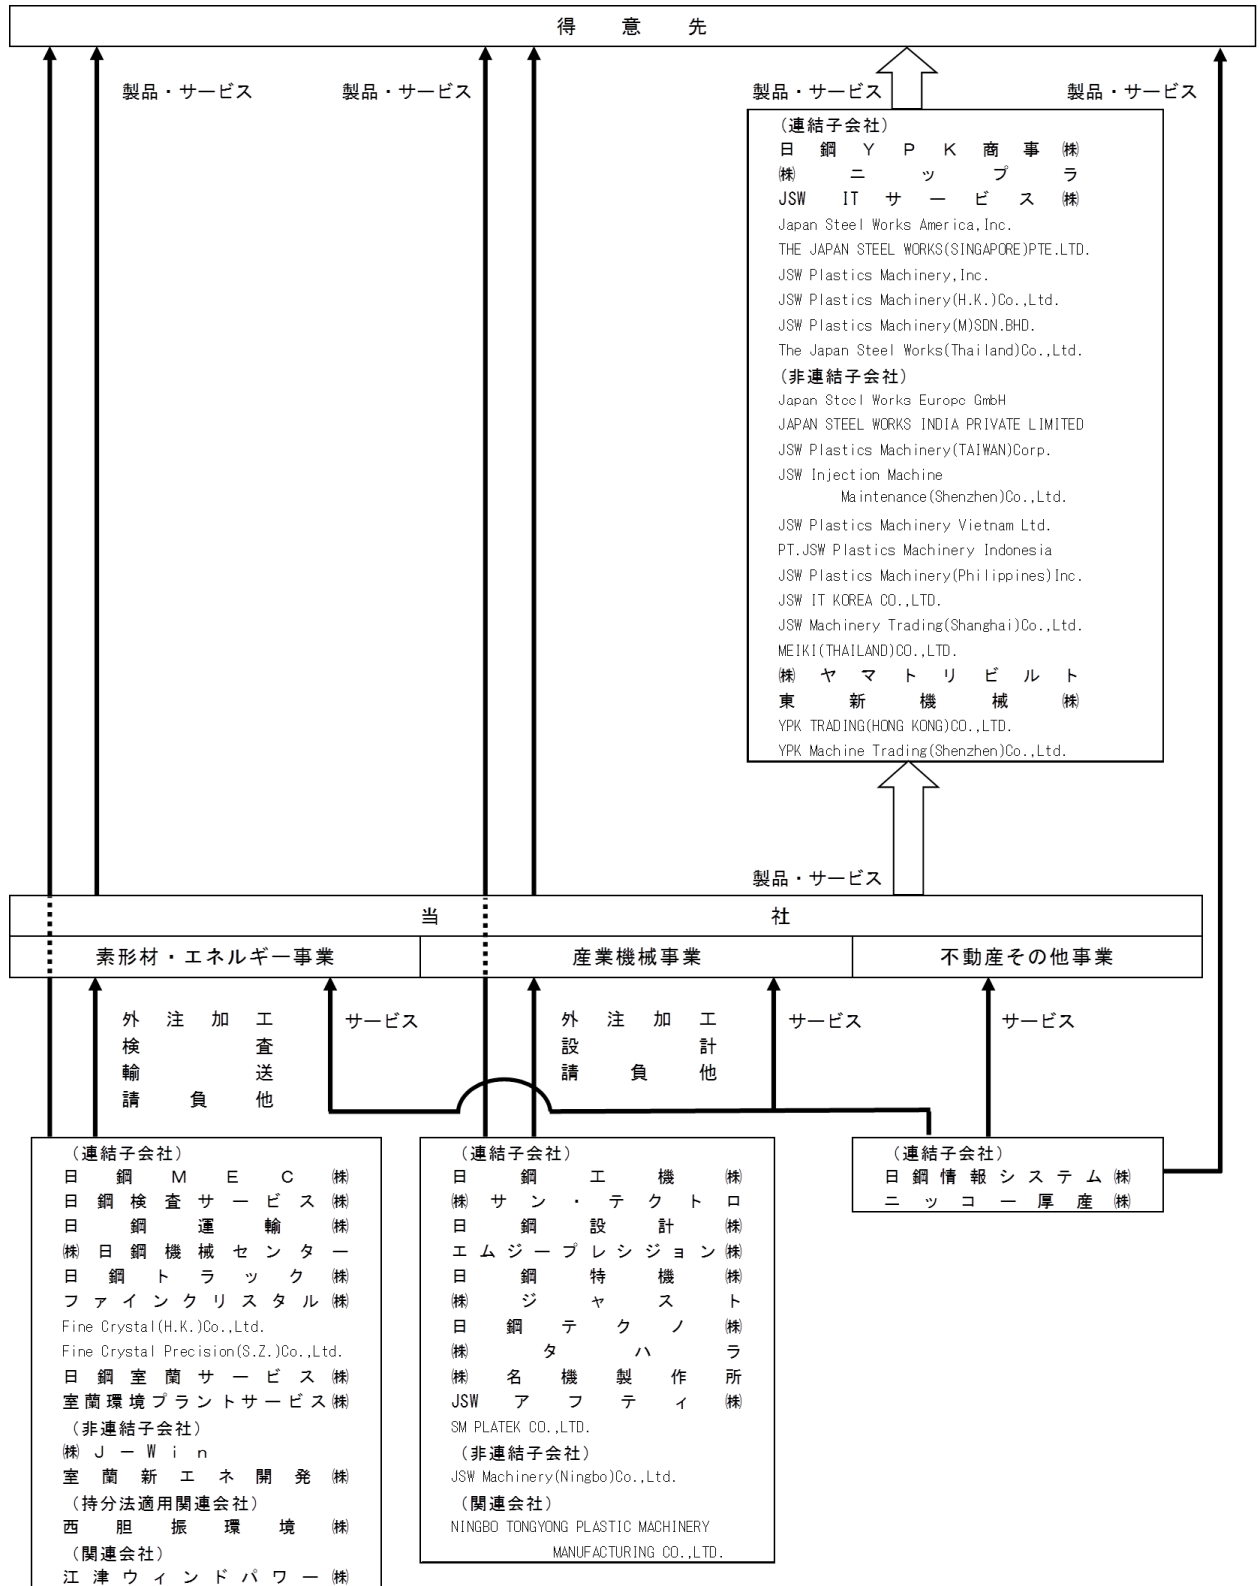 得意先
製品・サービス
製品・サービス
製品・サービス
製品・サービス
（連結子会社）
日鋼ＹＰＫ商事㈱
㈱ニップラ
JSW ITサービス㈱
Japan Steel Works America,Inc.
THE JAPAN STEEL WORKS(SINGAPORE)PTE.LTD.
JSW Plastics Machinery,Inc.
JSW Plastics Machinery(H.K.)Co.,Ltd.
JSW Plastics Machinery(M)SDN.BHD.
The Japan Steel Works(Thailand)Co.,Ltd.
（非連結子会社）
Japan Steel Works Europe GmbH
JAPAN STEEL WORKS INDIA PRIVATE LIMITED
JSW Plastics Machinery(TAIWAN)Corp.
JSW Injection Machine
Maintenance(Shenzhen)Co.,Ltd.
JSW Plastics Machinery Vietnam Ltd.
PT.JSW Plastics Machinery Indonesia
JSW Plastics Machinery(Philippines)Inc.
JSW IT KOREA CO.,LTD.
JSW Machinery Trading(Shanghai)Co.,Ltd.
MEIKI(THAILAND)CO.,LTD.
㈱ヤマトリビルト
東新機械㈱
YPK TRADING(HONG KONG)CO.,LTD.
YPK Machine Trading(Shenzhen)Co.,Ltd.
製品・サービス
当社
素形材・エネルギー事業
産業機械事業
不動産その他事業
外注加工
検査
輸送
請負他
サービス
外注加工
設計
請負他
サービス
サービス
（連結子会社）
日鋼ＭＥＣ㈱
日鋼検査サービス㈱
日鋼運輸㈱
㈱日鋼機械センター
日鋼トラック㈱
ファインクリスタル㈱
Fine Crystal(H.K.)Co.,Ltd.
Fine Crystal Precision(S.Z.)Co.,Ltd.
日鋼室蘭サービス㈱
室蘭環境プラントサービス㈱
（非連結子会社）
㈱Ｊ－Ｗｉｎ
室蘭新エネ開発㈱
（持分法適用関連会社）
西胆振環境㈱
（関連会社）
江津ウィンドパワー㈱
（連結子会社）
日鋼工機㈱
㈱サン・テクトロ
日鋼設計㈱
エムジープレシジョン㈱
日鋼特機㈱
㈱ジャスト
日鋼テクノ㈱
㈱タハラ
㈱名機製作所
JSWアフティ㈱
SM PLATEK CO.,LTD.
（非連結子会社）
JSW Machinery(Ningbo)Co.,Ltd.
（関連会社）
NINGBO TONGYONG PLASTIC MACHINERY
MANUFACTURING CO.,LTD.
（連結子会社）
日鋼情報システム㈱
ニッコー厚産㈱